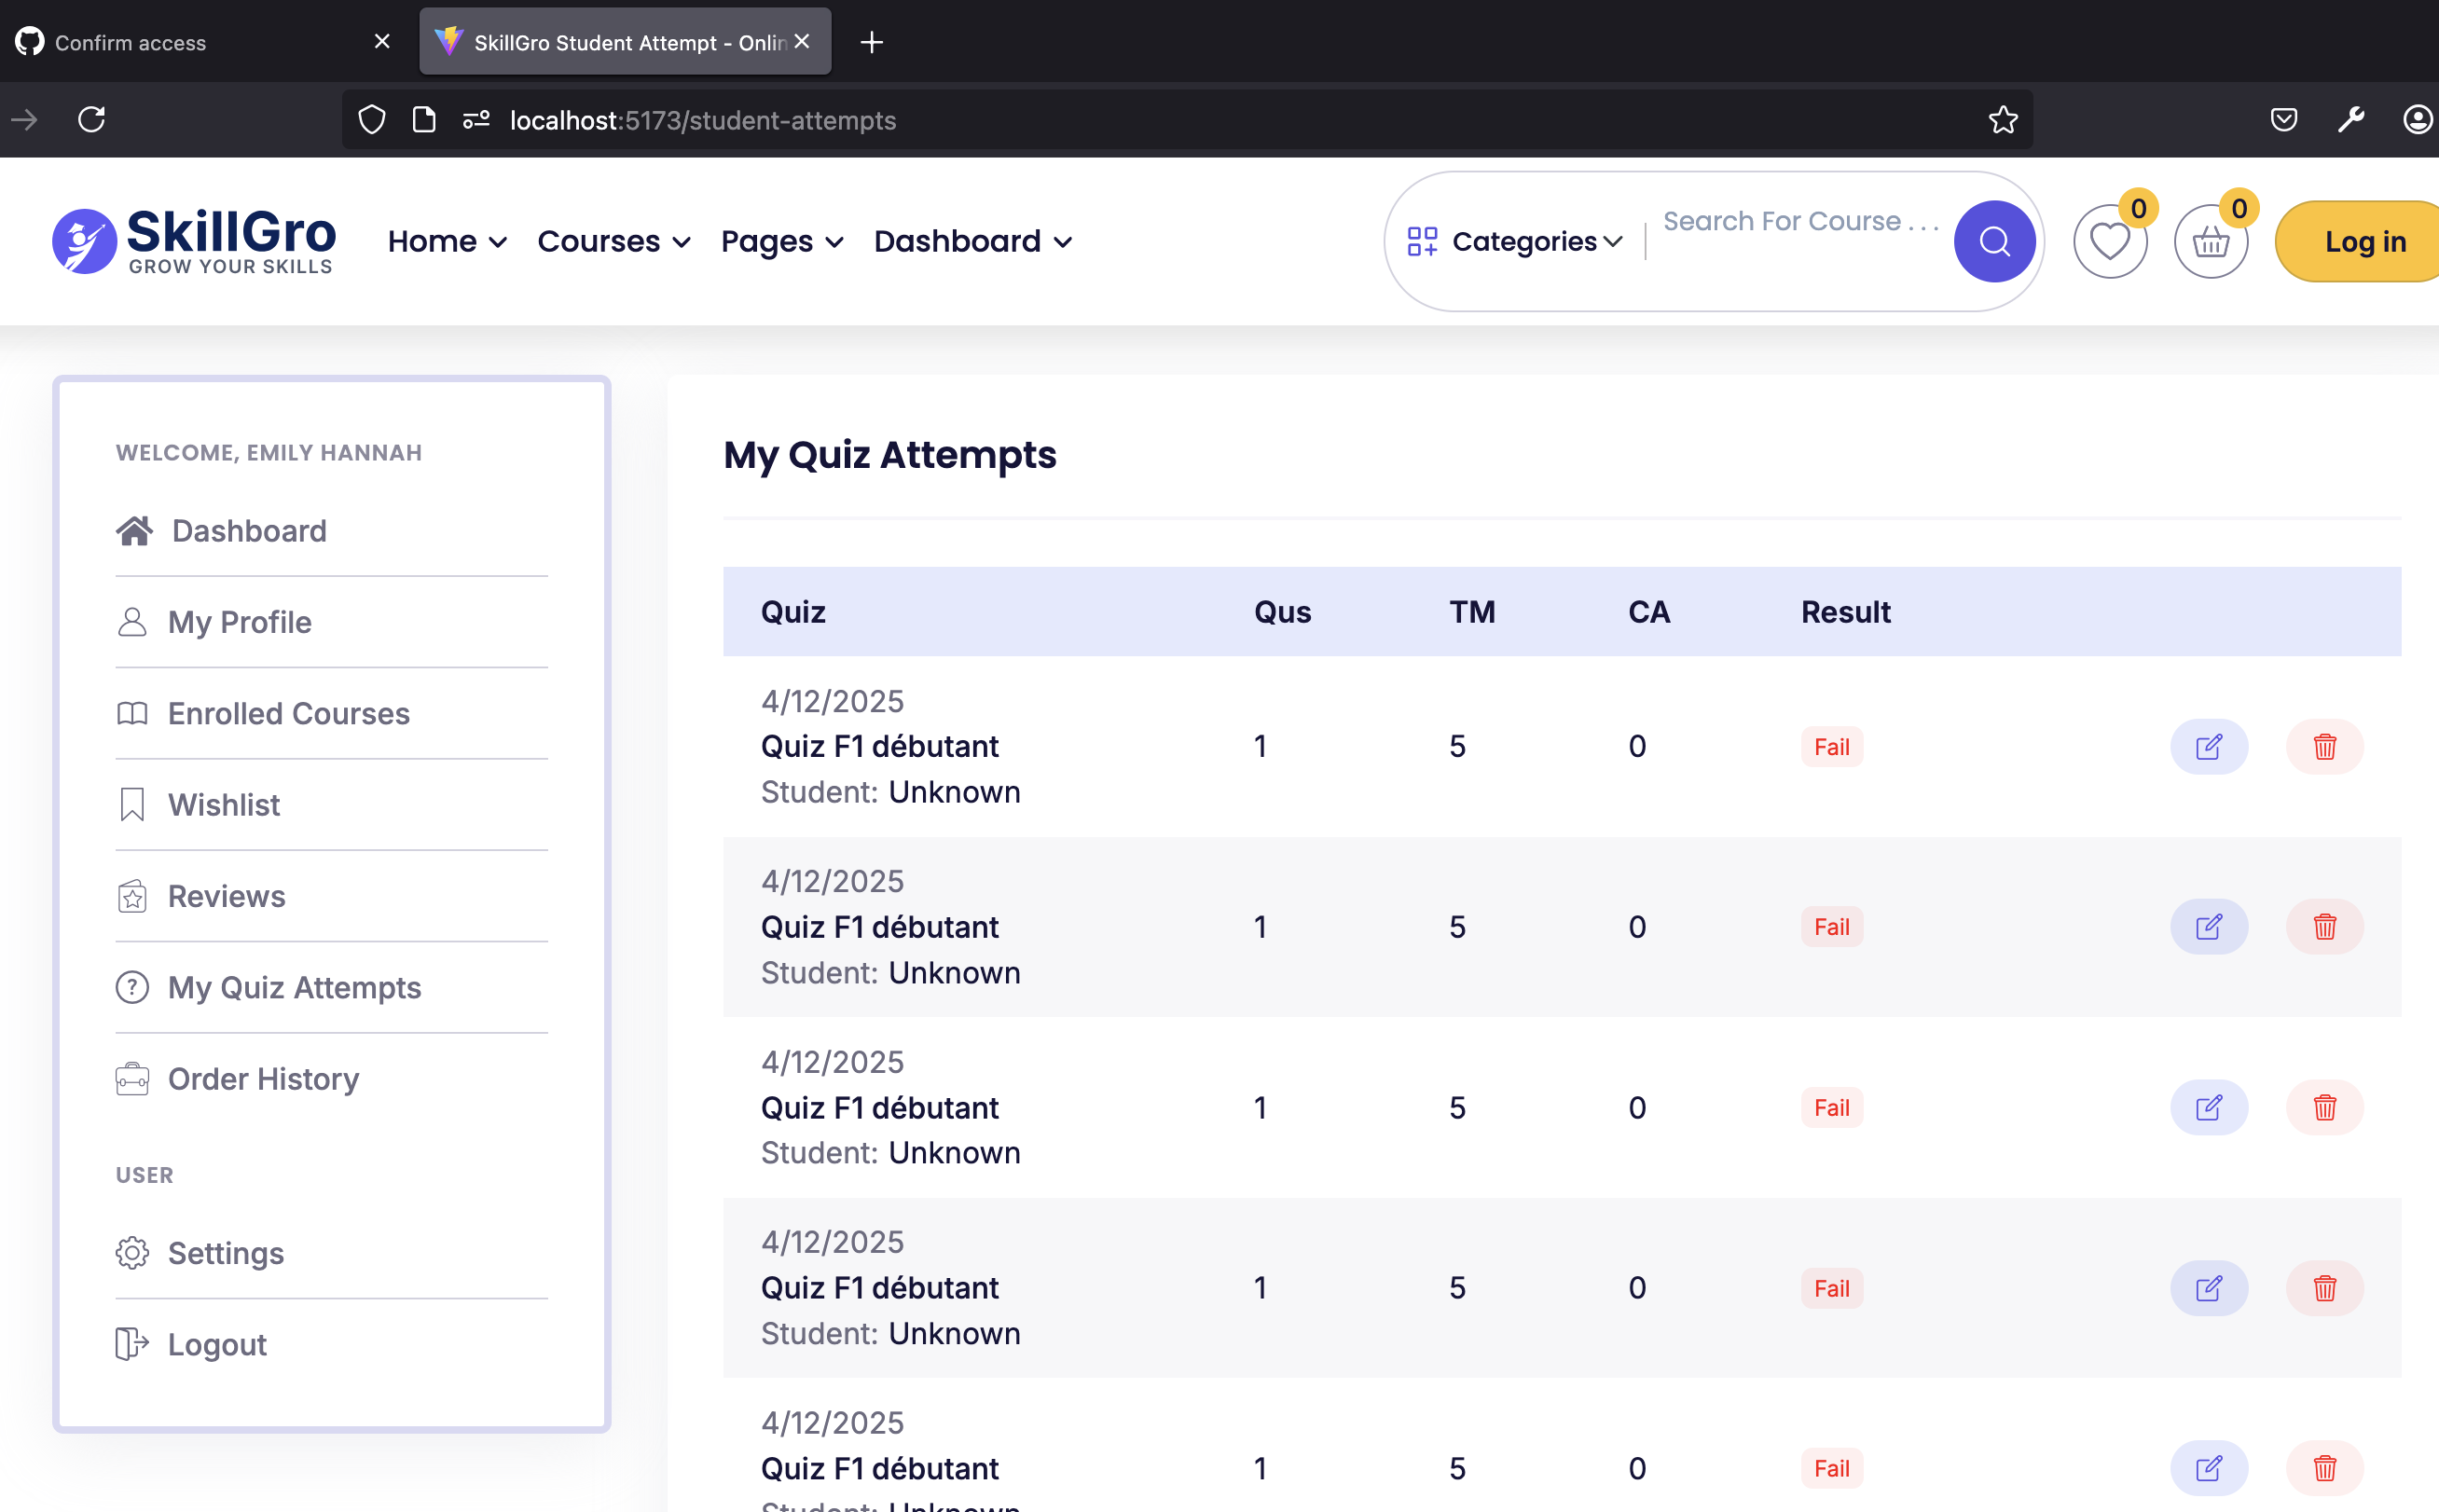 Confirm access
SkillGro Student Attempt - Onlin
localhost:5173/student-attempts
SkillGro
GROW YOUR SKILLS
Home
Courses
Pages
Dashboard
Categories
Search For Course . . .
0
0
Log in
WELCOME, EMILY HANNAH
Dashboard
My Profile
Enrolled Courses
Wishlist
Reviews
My Quiz Attempts
Order History
USER
Settings
Logout
My Quiz Attempts
Quiz Qus TM CA Result
4/12/2025
Quiz F1 débutant 1 5 0 Fail
Student: Unknown
4/12/2025
Quiz F1 débutant 1 5 0 Fail
Student: Unknown
4/12/2025
Quiz F1 débutant 1 5 0 Fail
Student: Unknown
4/12/2025
Quiz F1 débutant 1 5 0 Fail
Student: Unknown
4/12/2025
Quiz F1 débutant 1 5 0 Fail
Student: Unknown